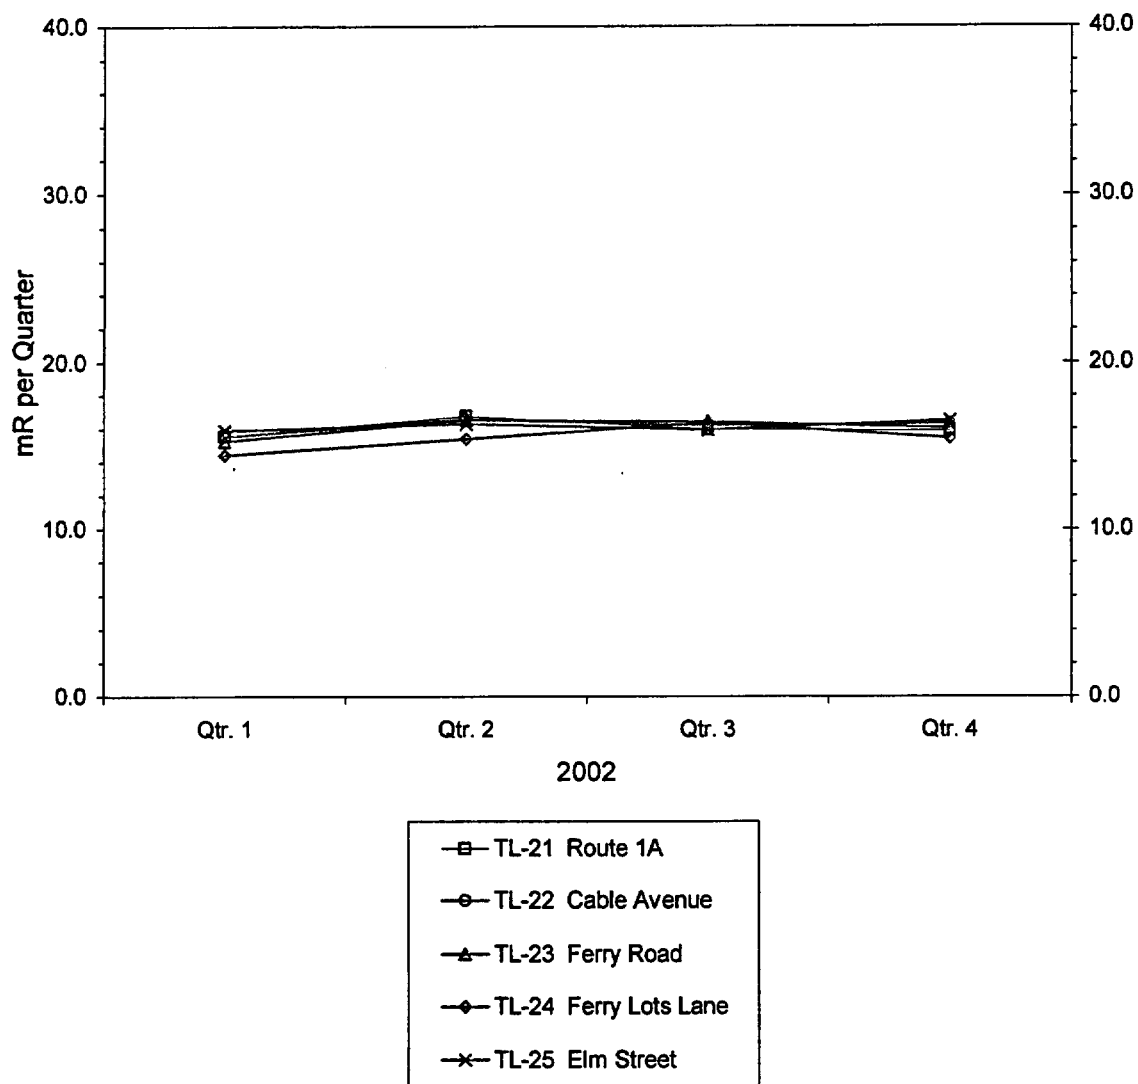 40.0
30.0
20.0
10.0
0.0
mR per Quarter
40.0
30.0
20.0
10.0
0.0
Qtr. 1 Qtr. 2 Qtr. 3 Qtr. 4
2002
TL-21 Route 1A
TL-22 Cable Avenue
TL-23 Ferry Road
TL-24 Ferry Lots Lane
TL-25 Elm Street